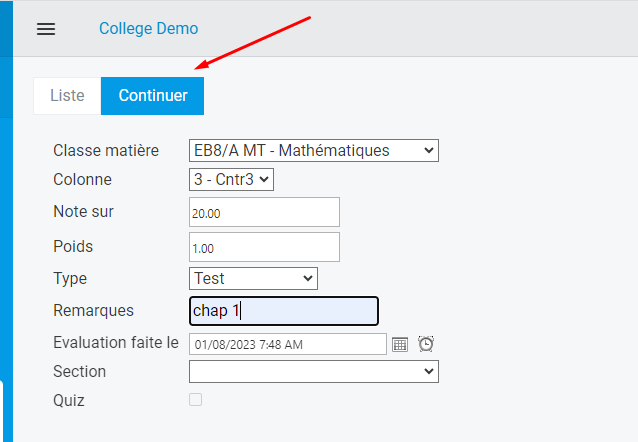 College Demo
Liste Continuer
Classe matière EB8/A MT - Mathématiques
Colonne 3 - Cntr3
Note sur 20.00
Poids 1.00
Type Test
Remarques chap 1
Evaluation faite le 01/08/2023 7:48 AM
Section
Quiz